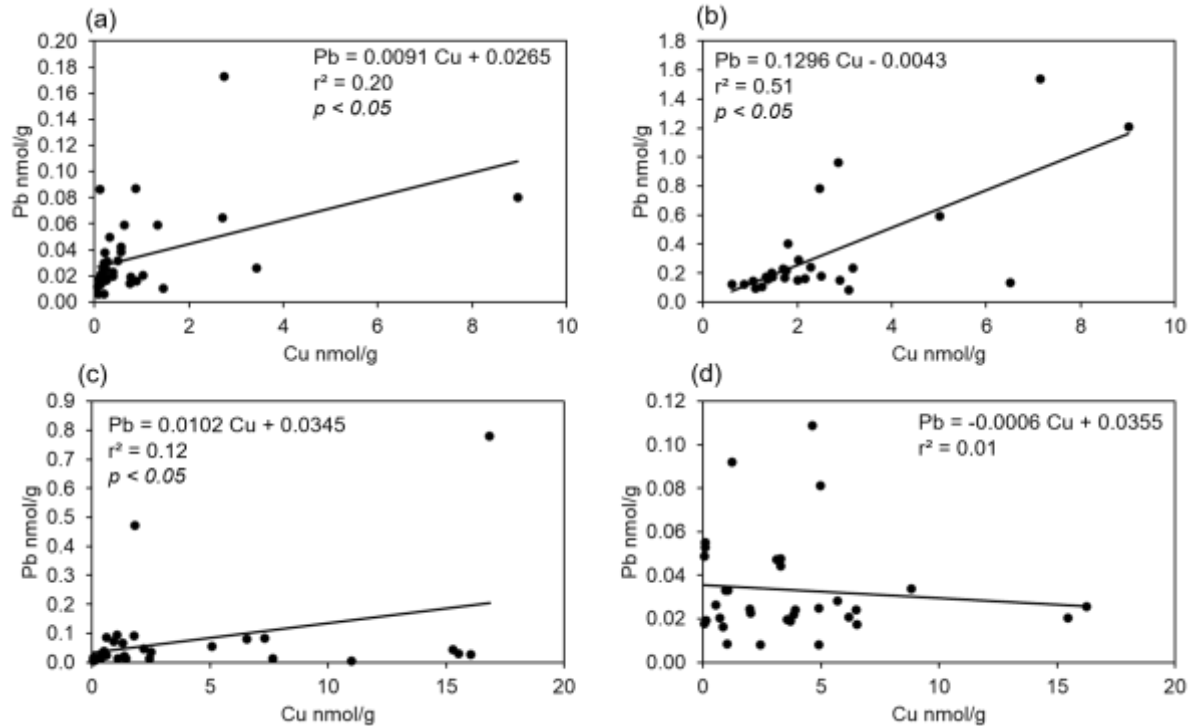 (a)
Pb = 0.0091 Cu + 0.0265
r² = 0.20
p < 0.05
Pb nmol/g
0.20
0.18
0.16
0.14
0.12
0.10
0.08
0.06
0.04
0.02
0.00
0 2 4 6 8 10
Cu nmol/g
(b)
Pb = 0.1296 Cu - 0.0043
r² = 0.51
p < 0.05
Pb nmol/g
1.8
1.6
1.4
1.2
1.0
0.8
0.6
0.4
0.2
0.0
0 2 4 6 8 10
Cu nmol/g
(c)
Pb = 0.0102 Cu + 0.0345
r² = 0.12
p < 0.05
Pb nmol/g
0.9
0.8
0.7
0.6
0.5
0.4
0.3
0.2
0.1
0.0
0 5 10 15 20
Cu nmol/g
(d)
Pb = -0.0006 Cu + 0.0355
r² = 0.01
Pb nmol/g
0.12
0.10
0.08
0.06
0.04
0.02
0.00
0 5 10 15 20
Cu nmol/g